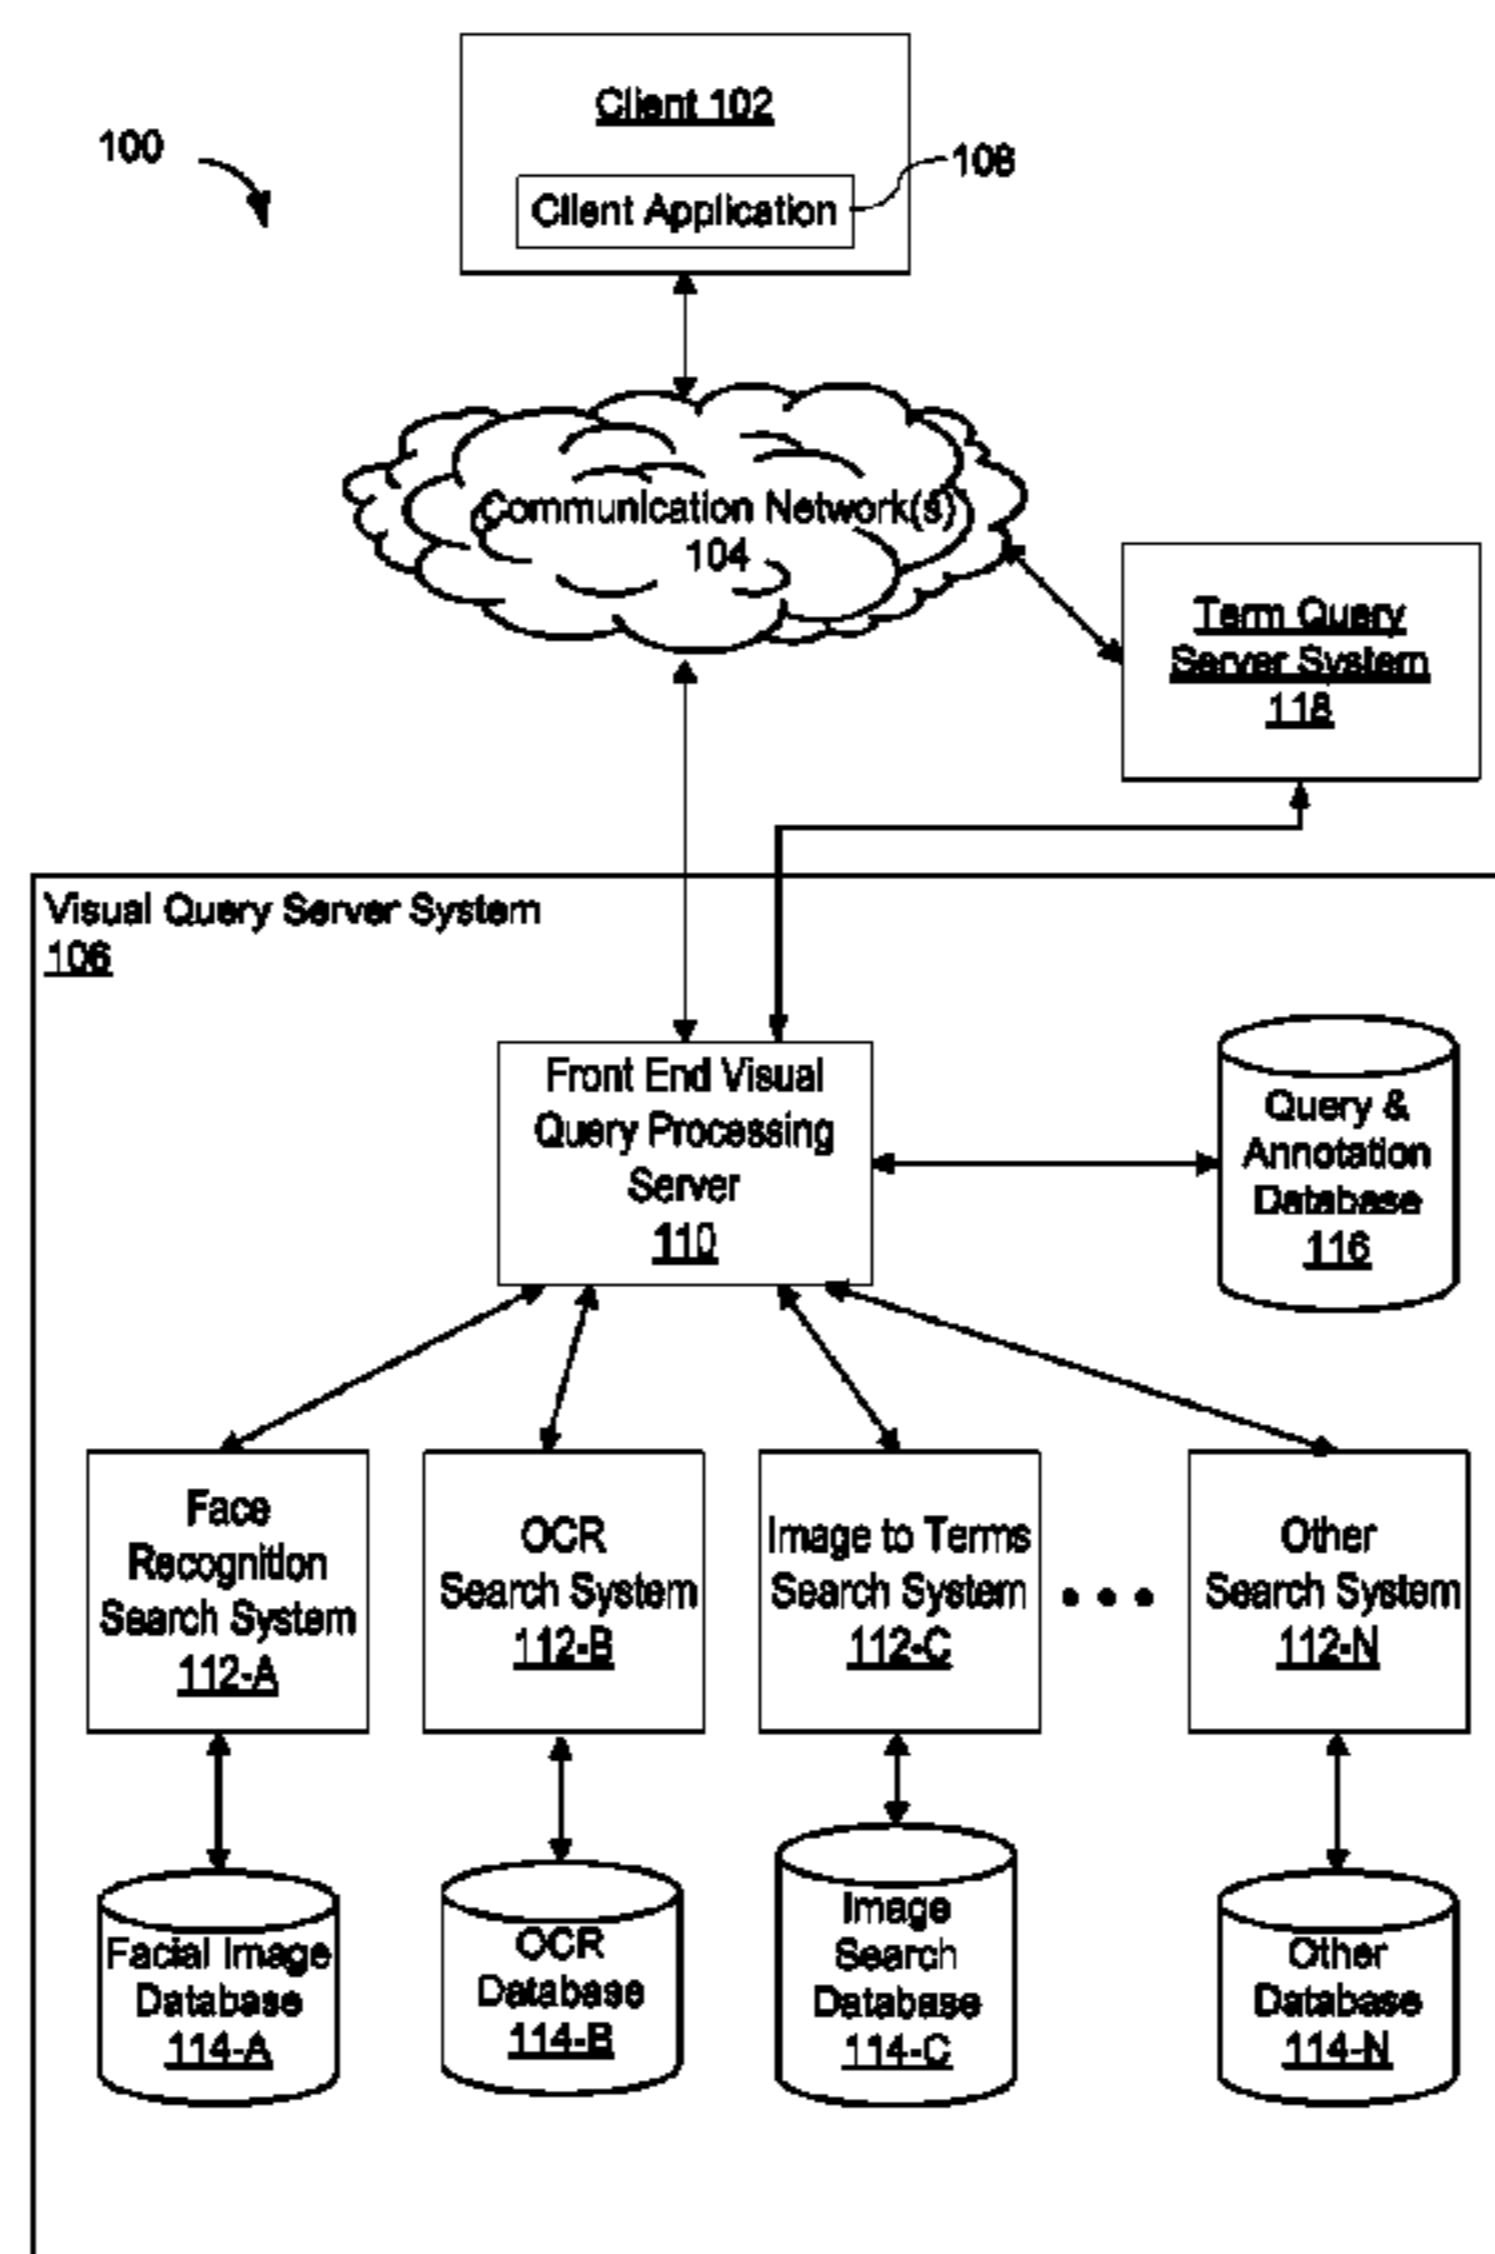 Client 102
100
108
Client Application
Communication Network(s)
104
Term Query
Server System
118
Visual Query Server System
106
Front End Visual
Query Processing
Server
110
Query &
Annotation
Database
116
Face
Recognition
Search System
112-A
OCR
Search System
112-B
Image to Terms
Search System
112-C
Other
Search System
112-N
Facial Image
Database
114-A
OCR
Database
114-B
Image
Search
Database
114-C
Other
Database
114-N